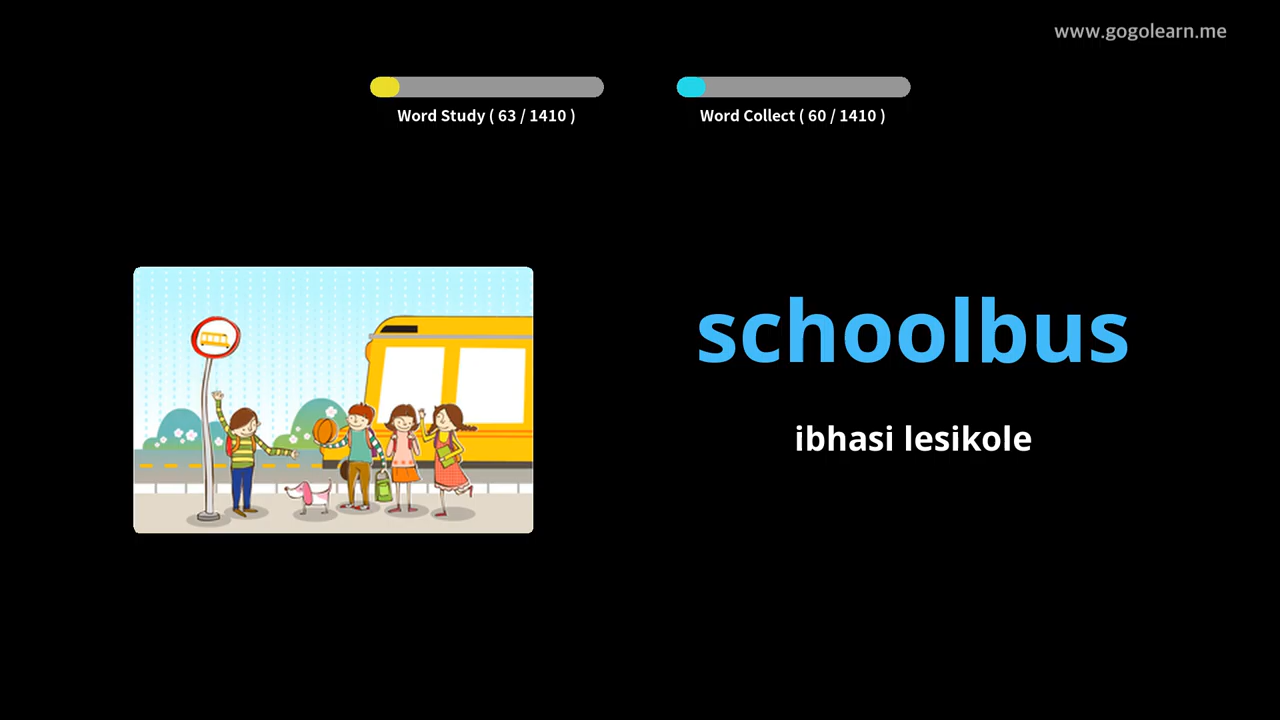 www.gogolearn.me
Word Study ( 63 / 1410 )
Word Collect ( 60 / 1410 )
schoolbus
ibhasi lesikole